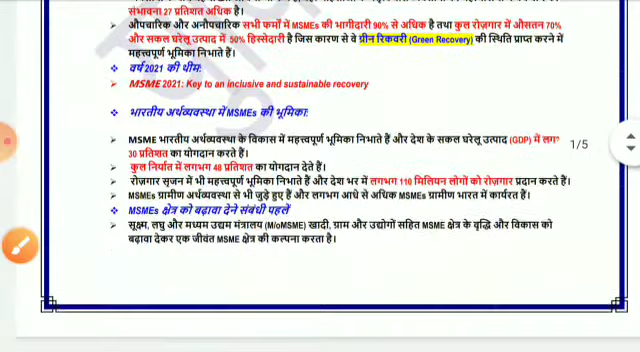 संभावना 27 प्रतिशत अधिक है।
➢ औपचारिक और अनौपचारिक सभी फर्मों में MSMEs की भागीदारी 90% से अधिक है तथा कुल रोज़गार में औसतन 70%
और सकल घरेलू उत्पाद में 50% हिस्सेदारी है जिस कारण से वे ग्रीन रिकवरी (Green Recovery) की स्थिति प्राप्त करने में
महत्त्वपूर्ण भूमिका निभाते हैं।
❖ वर्ष 2021 की थीम:
➢ MSME 2021: Key to an inclusive and sustainable recovery
❖ भारतीय अर्थव्यवस्था में MSMEs की भूमिका:
➢ MSME भारतीय अर्थव्यवस्था के विकास में महत्त्वपूर्ण भूमिका निभाते हैं और देश के सकल घरेलू उत्पाद (GDP) में लग
1/5
30 प्रतिशत का योगदान करते हैं।
➢ कुल निर्यात में लगभग 48 प्रतिशत का योगदान देते हैं।
➢ रोज़गार सृजन में भी महत्त्वपूर्ण भूमिका निभाते हैं और देश भर में लगभग 110 मिलियन लोगों को रोज़गार प्रदान करते हैं।
➢ MSMEs ग्रामीण अर्थव्यवस्था से भी जुड़े हुए हैं और लगभग आधे से अधिक MSMEs ग्रामीण भारत में कार्यरत हैं।
❖ MSMEs क्षेत्र को बढ़ावा देने संबंधी पहलें
➢ सूक्ष्म, लघु और मध्यम उद्यम मंत्रालय (M/oMSME) खादी, ग्राम और उद्योगों सहित MSME क्षेत्र के वृद्धि और विकास को
बढ़ावा देकर एक जीवंत MSME क्षेत्र की कल्पना करता है।